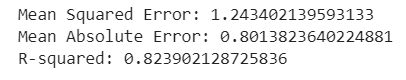 Mean Squared Error: 1.243402139593133
Mean Absolute Error: 0.8013823640224881
R-squared: 0.823902128725836